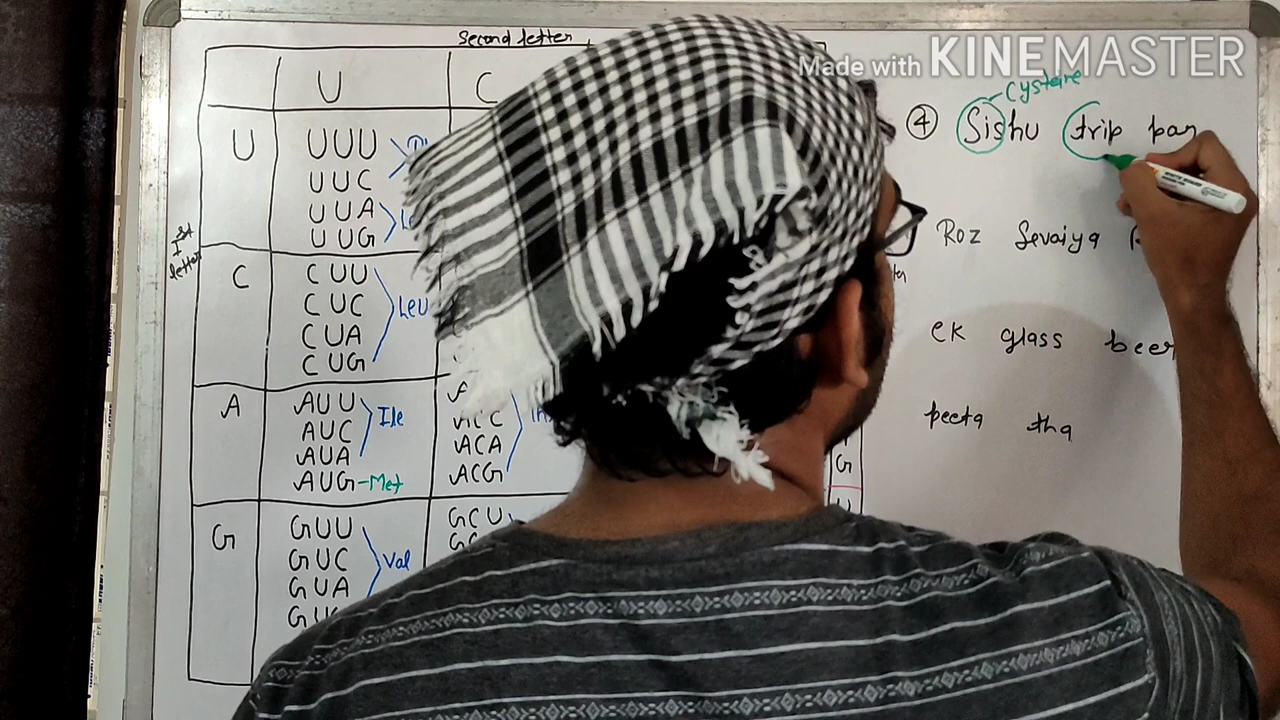 Made with KINEMASTER
Second letter
U C
U UUU
UUC
UUA
UUG
Ist letter
C CUU
CUC Leu
CUA
CUG
A AUU
AUC Ile
AUA
AUG-Met
ACC
ACA
ACG
G GUU
GUC Val
GUA
GCU
G
U
Cysteine
④ Sishu trip par
Roz Sevaiya
ek glass beer
peeta tha